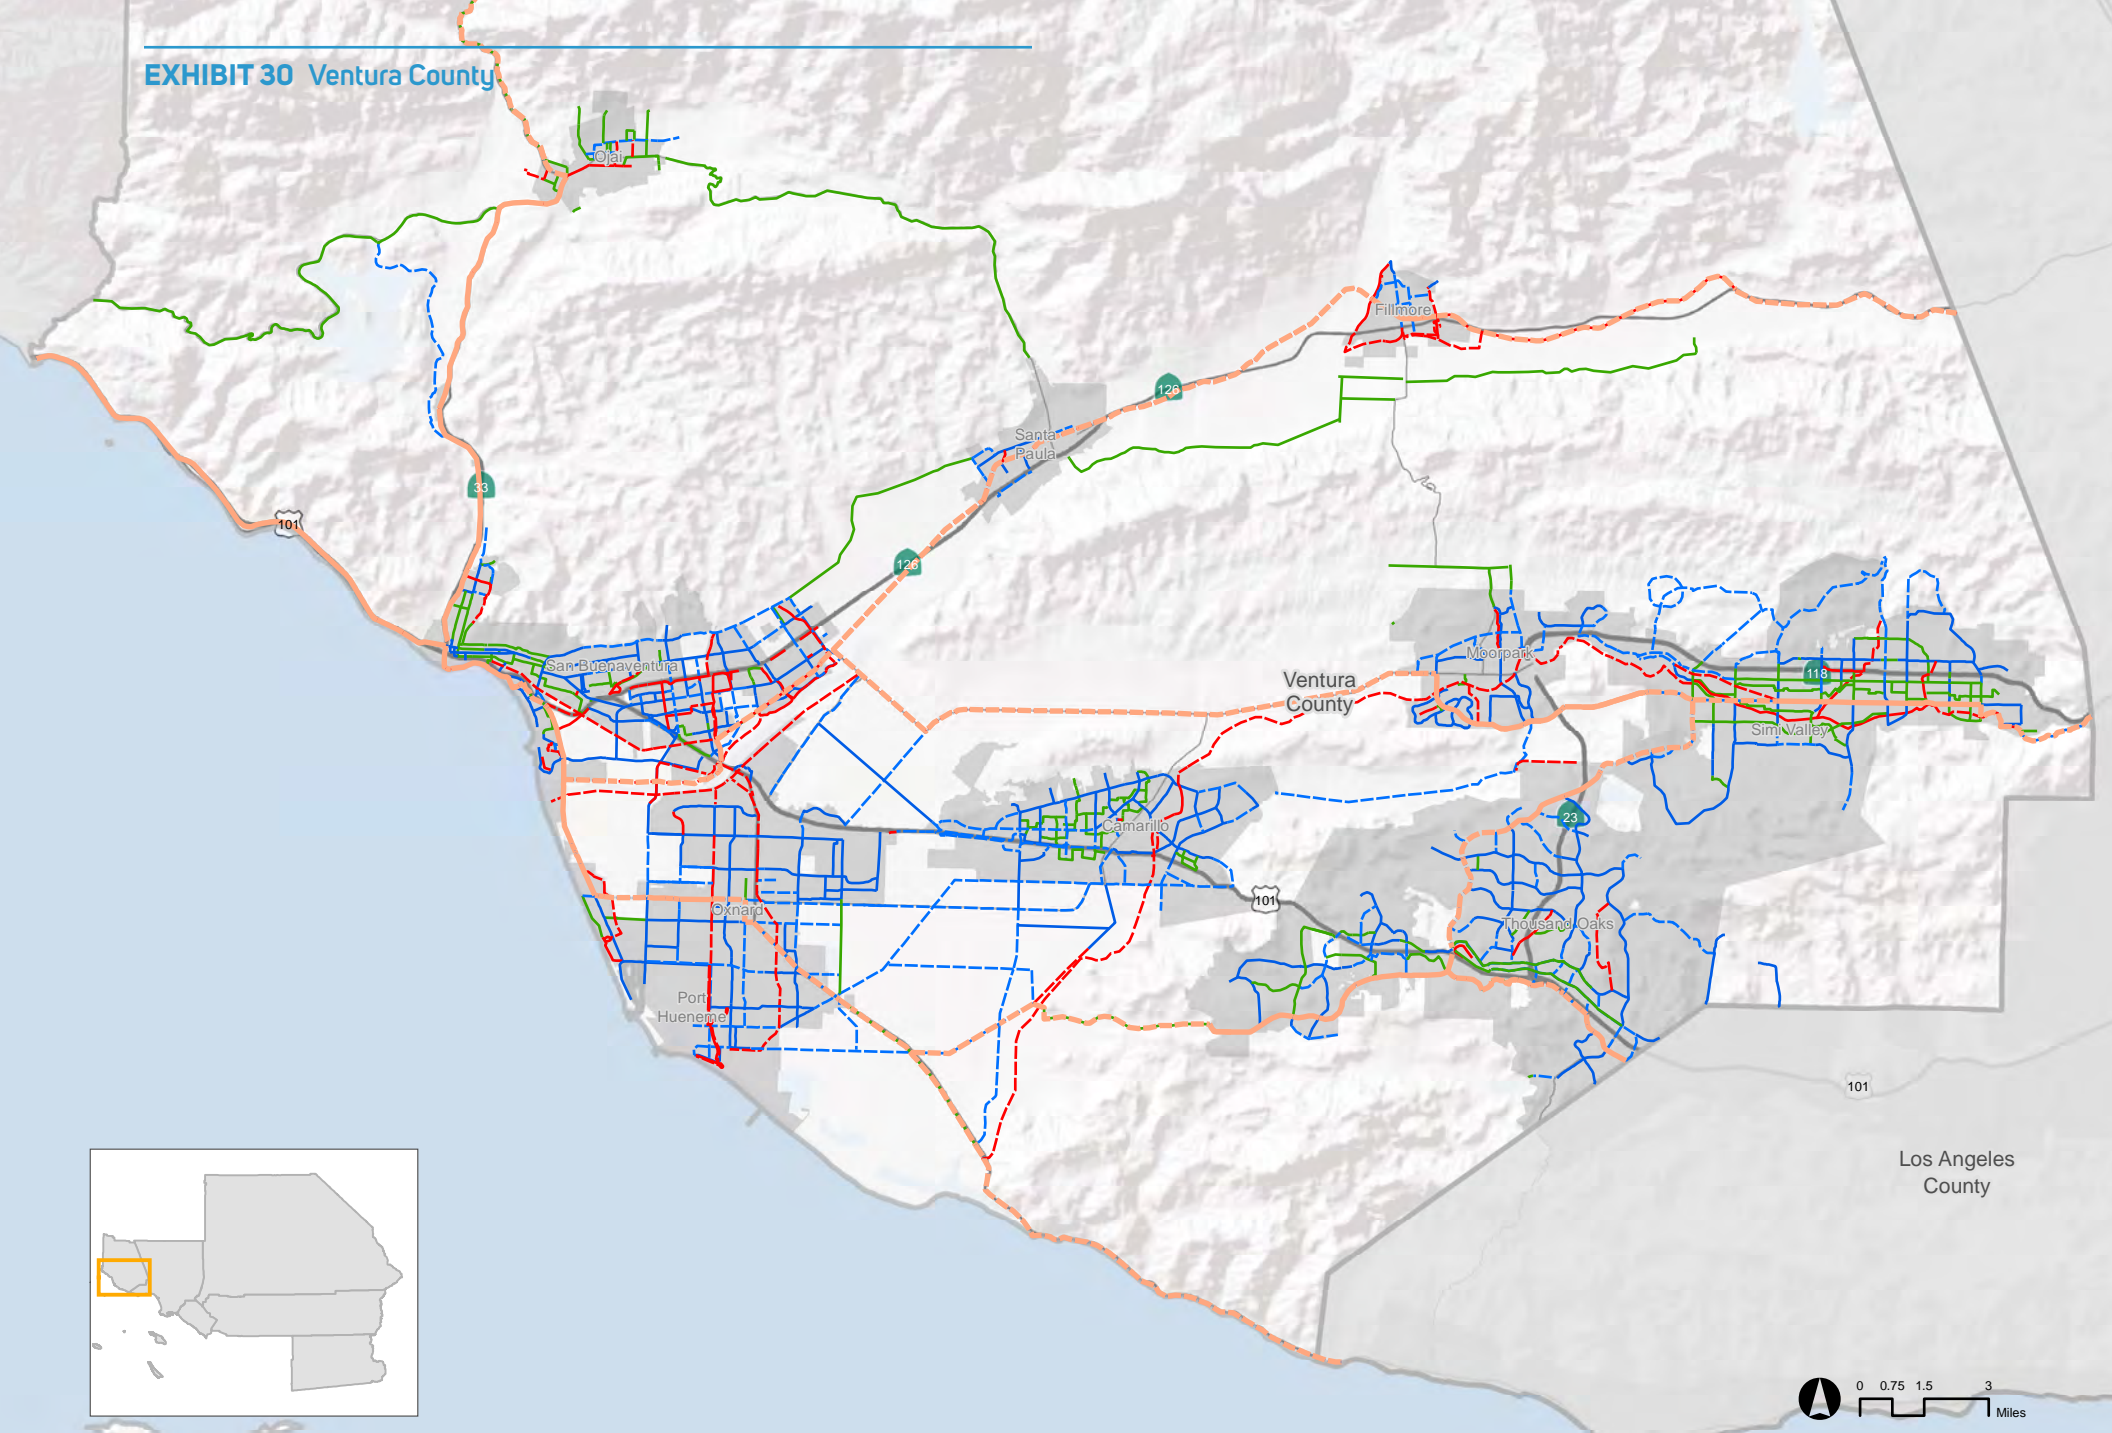 EXHIBIT 30 Ventura County
Ojai
Fillmore
126
Santa
Paula
33
101
126
San Buenaventura
Moorpark
118
Ventura
County
Simi Valley
Camarillo
23
101
Oxnard
Thousand Oaks
Port
Hueneme
101
Los Angeles
County
0 0.75 1.5 3
Miles